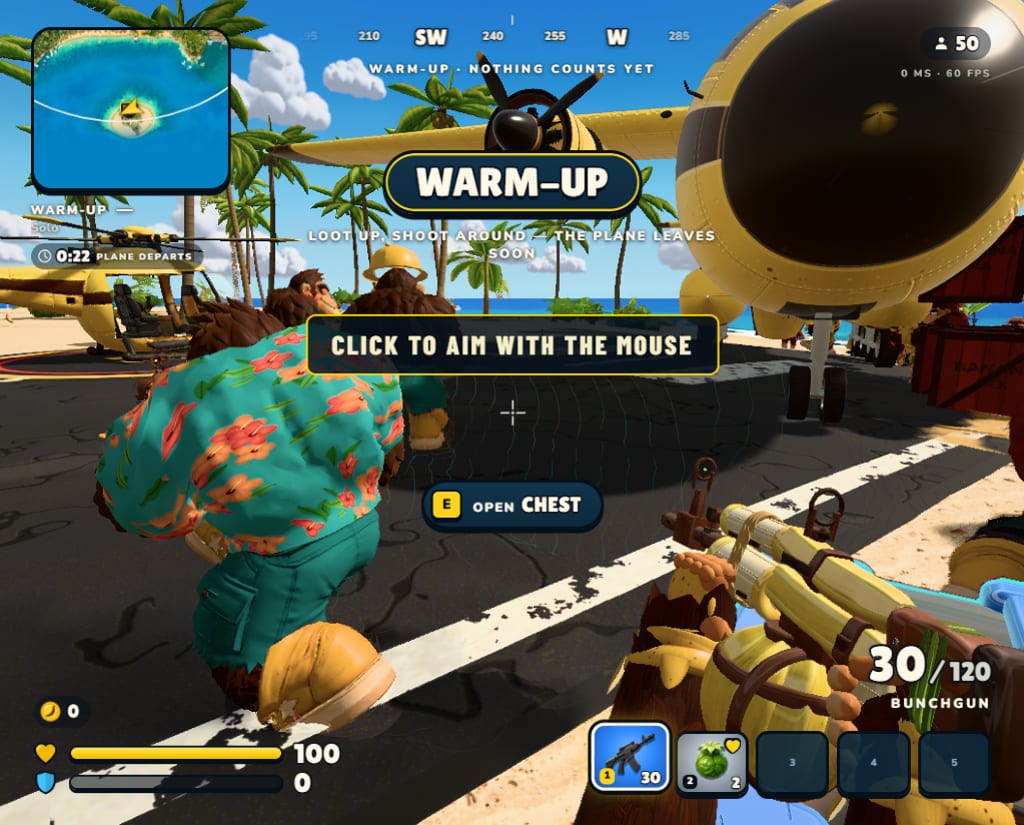 95 210 SW 240 255 W 285
WARM-UP · NOTHING COUNTS YET
50
0 MS · 60 FPS
WARM-UP
LOOT UP, SHOOT AROUND — THE PLANE LEAVES
SOON
WARM-UP —
Solo
0:22 PLANE DEPARTS
CLICK TO AIM WITH THE MOUSE
E OPEN CHEST
30/120
BUNCHGUN
0
100
0
1 30
2 2
3
4
5